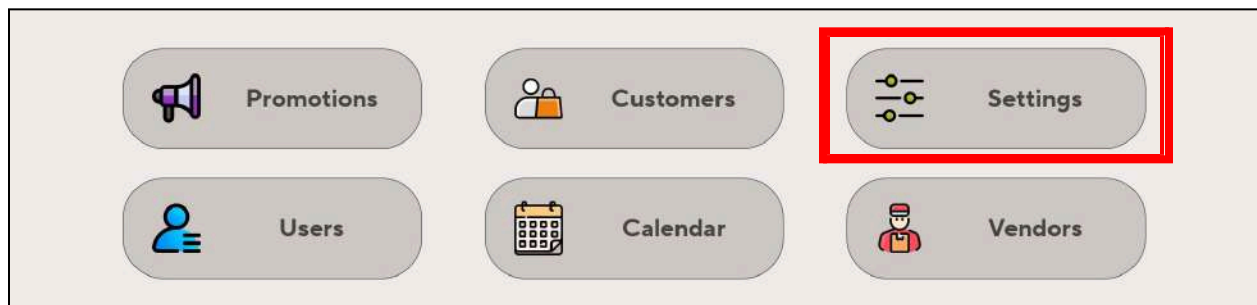 Promotions
Customers
Settings
Users
Calendar
Vendors